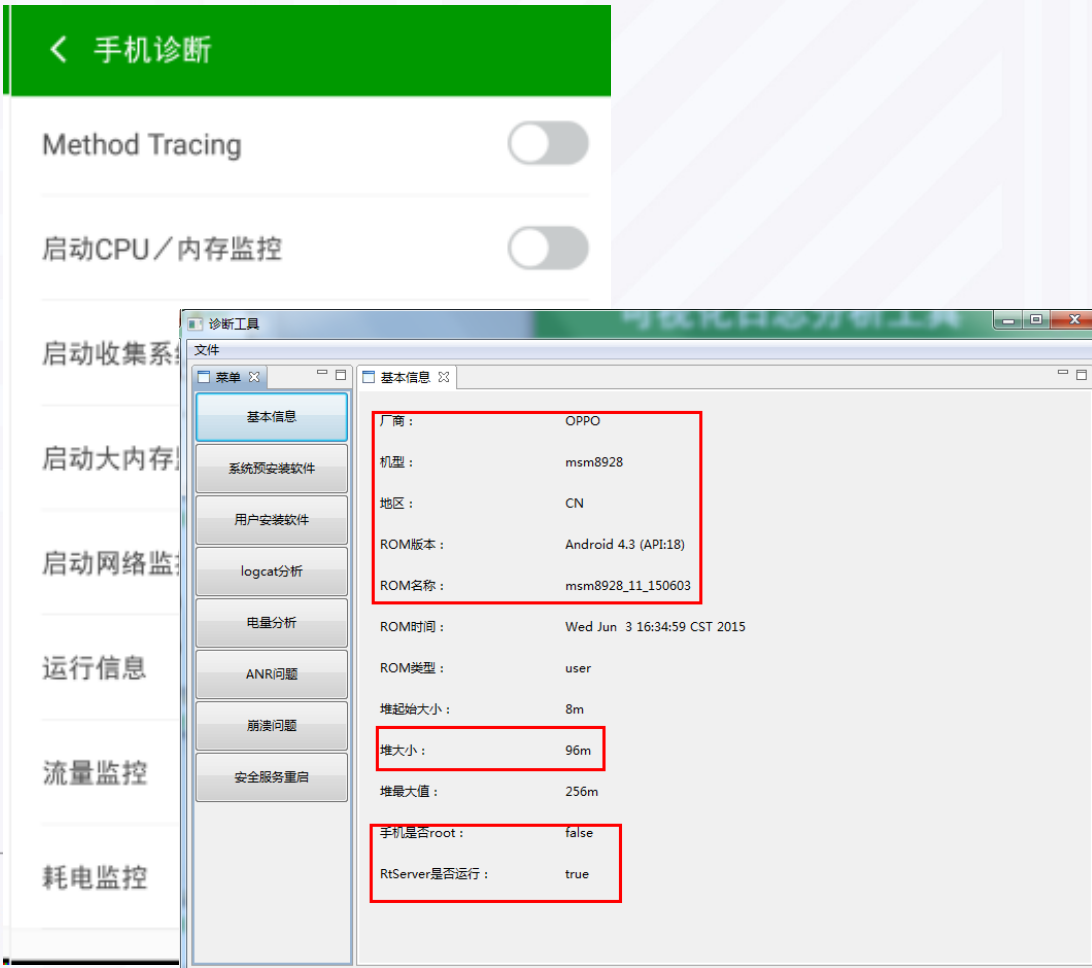 手机诊断
Method Tracing
启动CPU／内存监控
启动收集系
启动大内存
启动网络监
运行信息
流量监控
耗电监控
诊断工具
可视化日志分析工具
文件
菜单
基本信息
系统预安装软件
用户安装软件
logcat分析
电量分析
ANR问题
崩溃问题
安全服务重启
基本信息
厂商： OPPO
机型： msm8928
地区： CN
ROM版本： Android 4.3 (API:18)
ROM名称： msm8928_11_150603
ROM时间： Wed Jun  3 16:34:59 CST 2015
ROM类型： user
堆起始大小： 8m
堆大小： 96m
堆最大值： 256m
手机是否root： false
RtServer是否运行： true